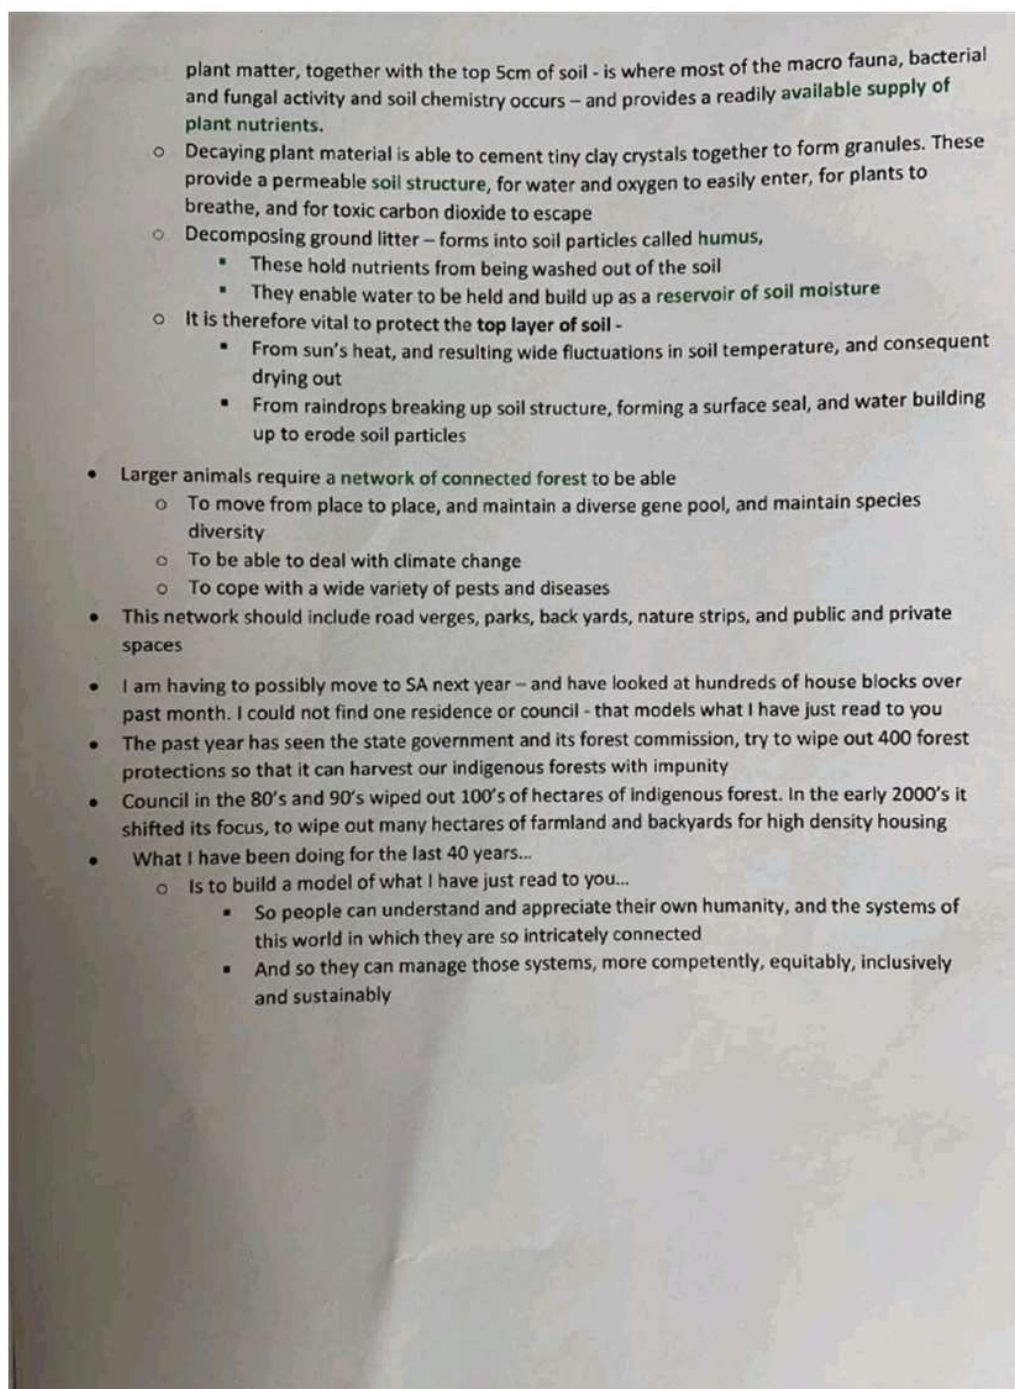 plant matter, together with the top 5cm of soil - is where most of the macro fauna, bacterial
and fungal activity and soil chemistry occurs – and provides a readily available supply of
plant nutrients.
o Decaying plant material is able to cement tiny clay crystals together to form granules. These
provide a permeable soil structure, for water and oxygen to easily enter, for plants to
breathe, and for toxic carbon dioxide to escape
o Decomposing ground litter – forms into soil particles called humus,
▪ These hold nutrients from being washed out of the soil
▪ They enable water to be held and build up as a reservoir of soil moisture
o It is therefore vital to protect the top layer of soil -
▪ From sun's heat, and resulting wide fluctuations in soil temperature, and consequent
drying out
▪ From raindrops breaking up soil structure, forming a surface seal, and water building
up to erode soil particles
• Larger animals require a network of connected forest to be able
o To move from place to place, and maintain a diverse gene pool, and maintain species
diversity
o To be able to deal with climate change
o To cope with a wide variety of pests and diseases
• This network should include road verges, parks, back yards, nature strips, and public and private
spaces
• I am having to possibly move to SA next year – and have looked at hundreds of house blocks over
past month. I could not find one residence or council - that models what I have just read to you
• The past year has seen the state government and its forest commission, try to wipe out 400 forest
protections so that it can harvest our indigenous forests with impunity
• Council in the 80's and 90's wiped out 100's of hectares of indigenous forest. In the early 2000's it
shifted its focus, to wipe out many hectares of farmland and backyards for high density housing
• What I have been doing for the last 40 years...
o Is to build a model of what I have just read to you...
▪ So people can understand and appreciate their own humanity, and the systems of
this world in which they are so intricately connected
▪ And so they can manage those systems, more competently, equitably, inclusively
and sustainably